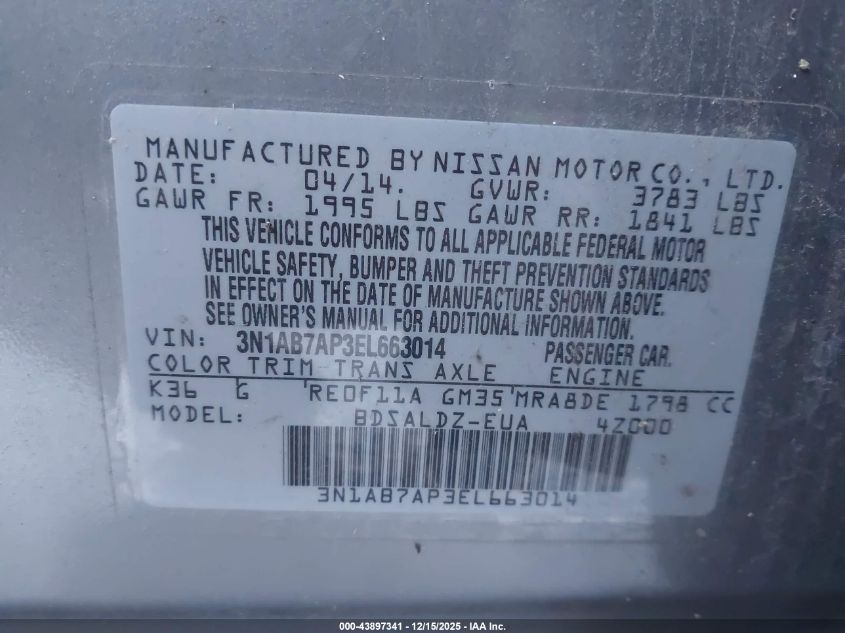 MANUFACTURED BY NISSAN MOTOR CO., LTD.
DATE: 04/14. GVWR: 3783 LBS
GAWR FR: 1995 LBS GAWR RR: 1841 LBS
THIS VEHICLE CONFORMS TO ALL APPLICABLE FEDERAL MOTOR
VEHICLE SAFETY, BUMPER AND THEFT PREVENTION STANDARDS
IN EFFECT ON THE DATE OF MANUFACTURE SHOWN ABOVE.
SEE OWNER'S MANUAL FOR ADDITIONAL INFORMATION.
VIN: 3N1AB7AP3EL663014 PASSENGER CAR.
COLOR TRIM TRANS AXLE ENGINE
K36 G RE0F11A GM35 MRA8DE 1798 CC
MODEL: BDSALDZ-EUA 4Z000
3N1AB7AP3EL663014
000-43897341 - 12/15/2025 - IAA Inc.